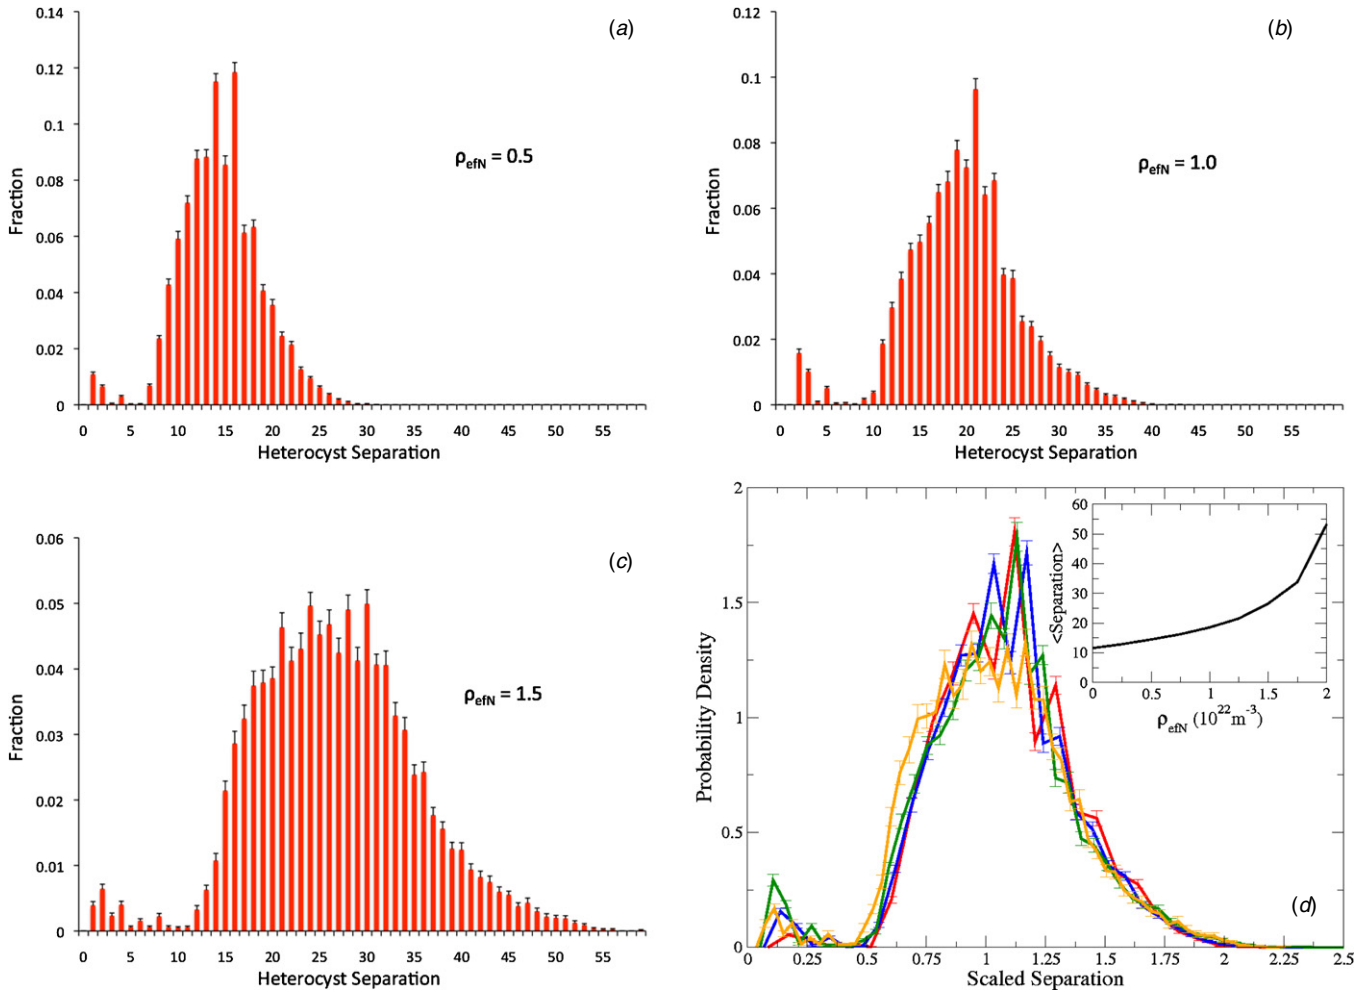 (a)
0.14
0.12
0.1
0.08
0.06
0.04
0.02
0
Fraction
ρefN = 0.5
0 5 10 15 20 25 30 35 40 45 50 55
Heterocyst Separation
(b)
0.12
0.1
0.08
0.06
0.04
0.02
0
Fraction
ρefN = 1.0
0 5 10 15 20 25 30 35 40 45 50 55
Heterocyst Separation
(c)
0.06
0.05
0.04
0.03
0.02
0.01
0
Fraction
ρefN = 1.5
0 5 10 15 20 25 30 35 40 45 50 55
Heterocyst Separation
2
1.5
1
0.5
0
Probability Density
0 0.25 0.5 0.75 1 1.25 1.5 1.75 2 2.25 2.5
Scaled Separation
(d)
60
50
40
30
20
10
0
<Separation>
0 0.5 1 1.5 2
ρefN (10²²m⁻³)